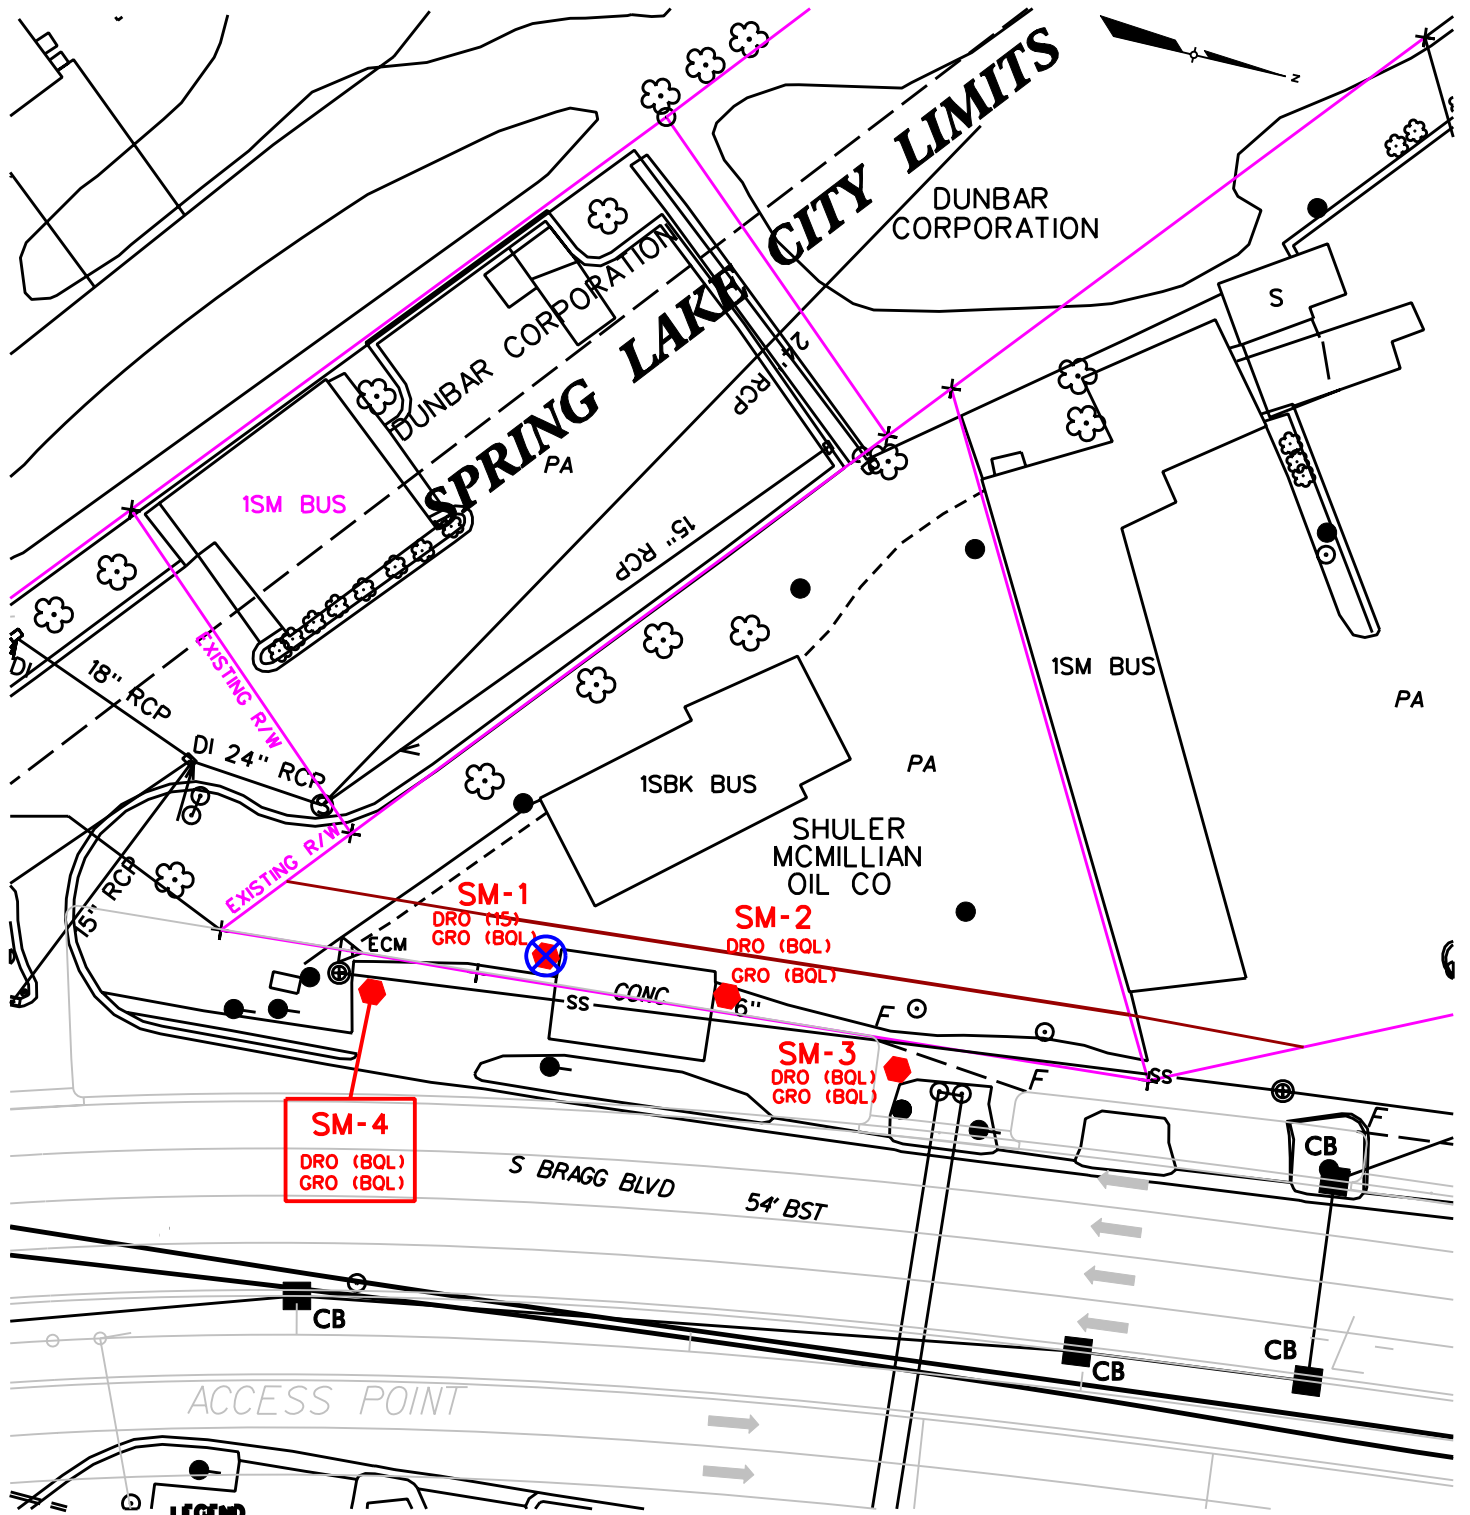 SPRING LAKE CITY LIMITS
N
DUNBAR
CORPORATION
S
DUNBAR CORPORATION
24" RCP
PA
1SM BUS
15" RCP
EXISTING R/W
DI
18" RCP
DI 24" RCP
1SM BUS
PA
PA
1SBK BUS
SHULER
MCMILLIAN
OIL CO
EXISTING R/W
15" RCP
SM-1
DRO (15)
GRO (BQL)
SM-2
DRO (BQL)
GRO (BQL)
ECM
SS
CONC
6"
F
SM-3
DRO (BQL)
GRO (BQL)
F
SS
F
SM-4
DRO (BQL)
GRO (BQL)
CB
S BRAGG BLVD
54' BST
CB
CB
CB
ACCESS POINT
LEGEND